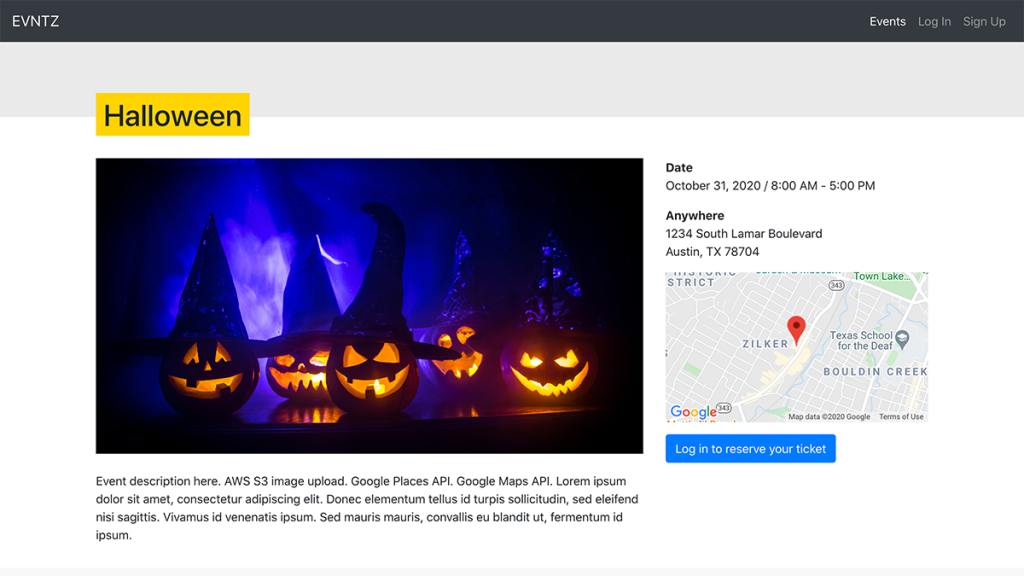 EVNTZ
Events Log In Sign Up
Halloween
Date
October 31, 2020 / 8:00 AM - 5:00 PM
Anywhere
1234 South Lamar Boulevard
Austin, TX 78704
HISTORIC
STRICT
Town Lake...
343
Texas School
for the Deaf
ZILKER
BOULDIN CREEK
Google
343
Map data ©2020 Google Terms of Use
Log in to reserve your ticket
Event description here. AWS S3 image upload. Google Places API. Google Maps API. Lorem ipsum
dolor sit amet, consectetur adipiscing elit. Donec elementum tellus id turpis sollicitudin, sed eleifend
nisi sagittis. Vivamus id venenatis ipsum. Sed mauris mauris, convallis eu blandit ut, fermentum id
ipsum.